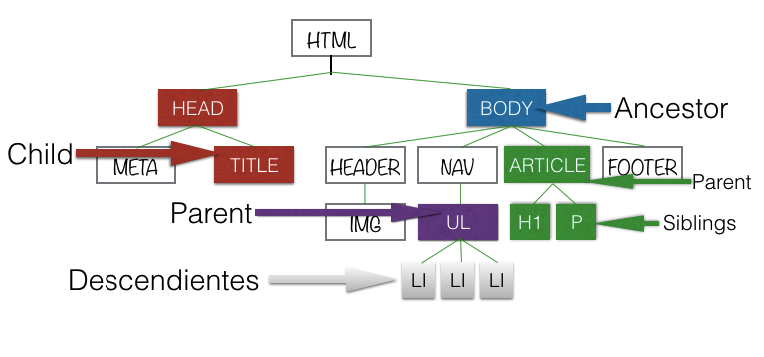 HTML
HEAD
BODY
Ancestor
Child
META
TITLE
HEADER
NAV
ARTICLE
FOOTER
Parent
Parent
IMG
UL
H1
P
Siblings
Descendientes
LI
LI
LI